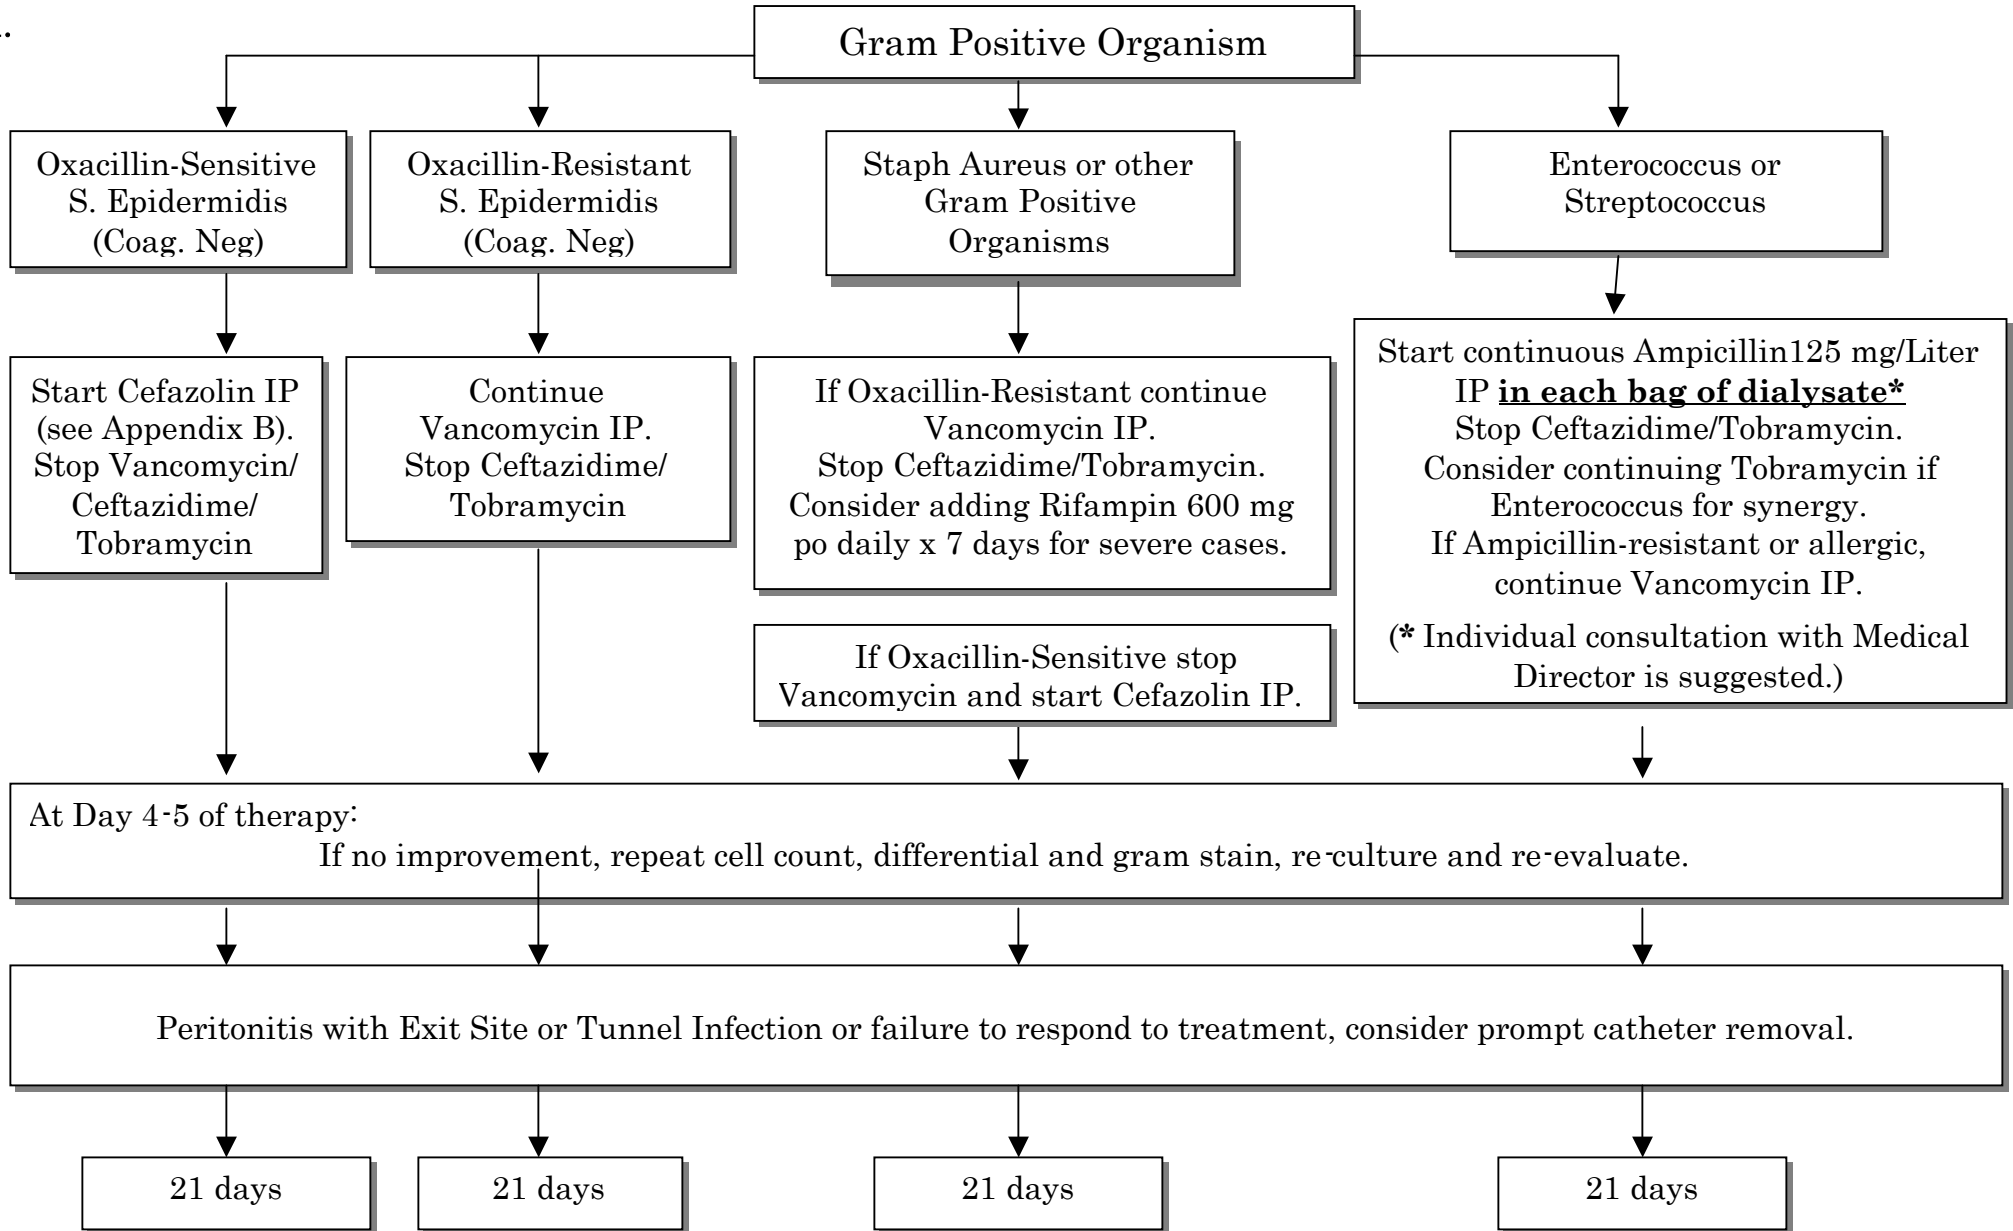 Gram Positive Organism
Oxacillin-Sensitive
S. Epidermidis
(Coag. Neg)
Oxacillin-Resistant
S. Epidermidis
(Coag. Neg)
Staph Aureus or other
Gram Positive
Organisms
Enterococcus or
Streptococcus
Start Cefazolin IP
(see Appendix B).
Stop Vancomycin/
Ceftazidime/
Tobramycin
Continue
Vancomycin IP.
Stop Ceftazidime/
Tobramycin
If Oxacillin-Resistant continue
Vancomycin IP.
Stop Ceftazidime/Tobramycin.
Consider adding Rifampin 600 mg
po daily x 7 days for severe cases.
If Oxacillin-Sensitive stop
Vancomycin and start Cefazolin IP.
Start continuous Ampicillin125 mg/Liter
IP in each bag of dialysate*
Stop Ceftazidime/Tobramycin.
Consider continuing Tobramycin if
Enterococcus for synergy.
If Ampicillin-resistant or allergic,
continue Vancomycin IP.
(* Individual consultation with Medical
Director is suggested.)
At Day 4-5 of therapy:
If no improvement, repeat cell count, differential and gram stain, re-culture and re-evaluate.
Peritonitis with Exit Site or Tunnel Infection or failure to respond to treatment, consider prompt catheter removal.
21 days
21 days
21 days
21 days